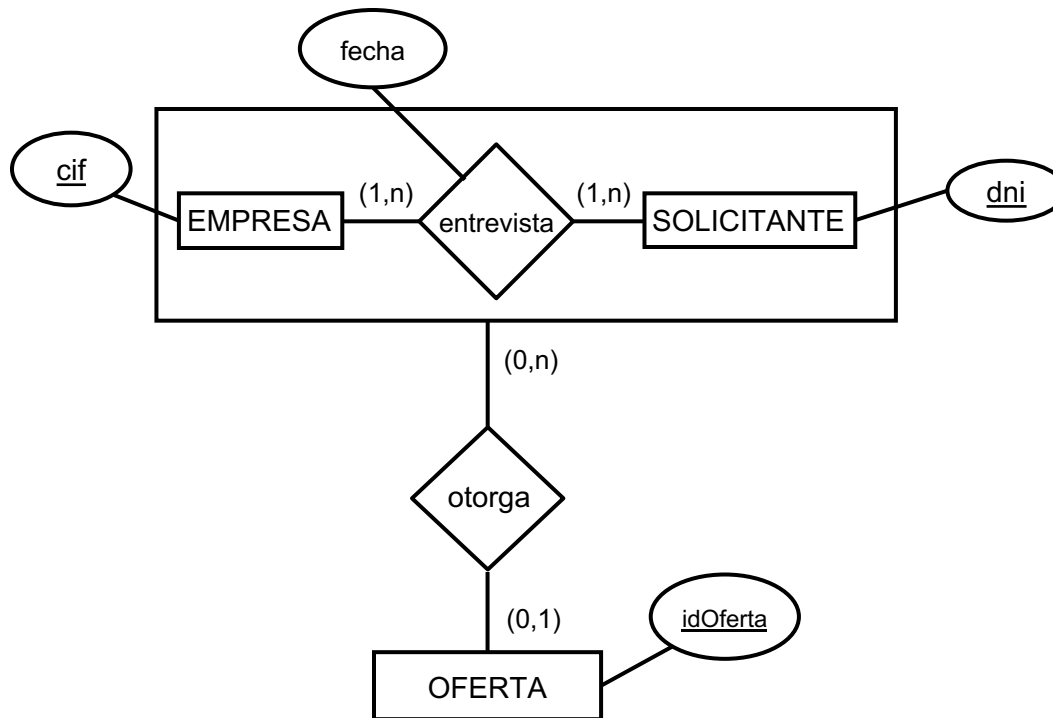 fecha
cif
(1,n)
(1,n)
dni
EMPRESA
entrevista
SOLICITANTE
(0,n)
otorga
(0,1)
idOferta
OFERTA